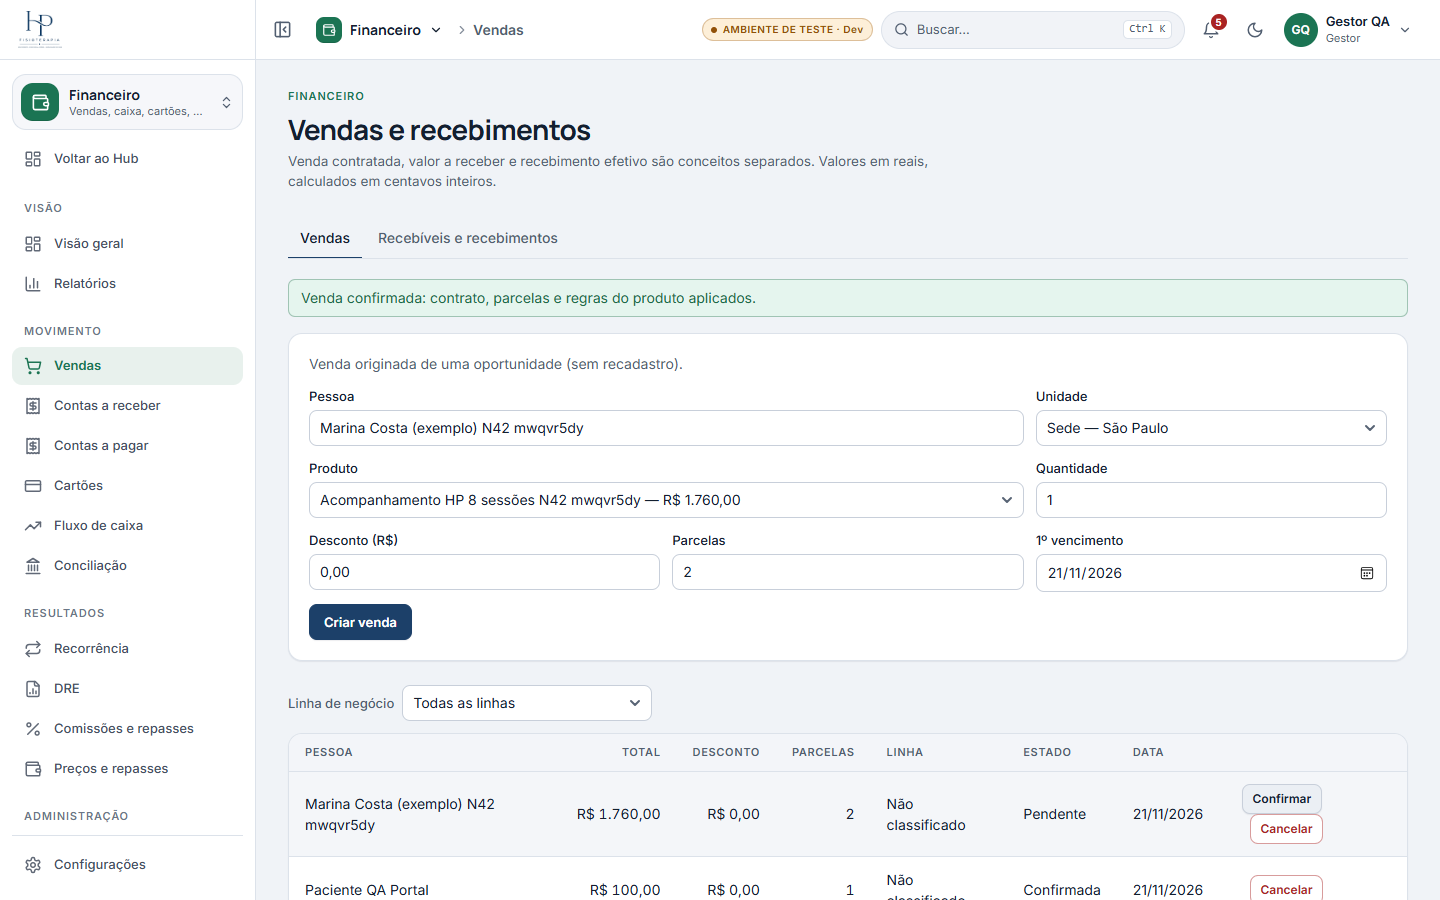 HP
FISIOTERAPIA
Financeiro
Vendas
AMBIENTE DE TESTE · Dev
Buscar...
Ctrl K
5
GQ
Gestor QA
Gestor
Financeiro
Vendas, caixa, cartões, ...
Voltar ao Hub
VISÃO
Visão geral
Relatórios
MOVIMENTO
Vendas
Contas a receber
Contas a pagar
Cartões
Fluxo de caixa
Conciliação
RESULTADOS
Recorrência
DRE
Comissões e repasses
Preços e repasses
ADMINISTRAÇÃO
Configurações
FINANCEIRO
Vendas e recebimentos
Venda contratada, valor a receber e recebimento efetivo são conceitos separados. Valores em reais,
calculados em centavos inteiros.
Vendas
Recebíveis e recebimentos
Venda confirmada: contrato, parcelas e regras do produto aplicados.
Venda originada de uma oportunidade (sem recadastro).
Pessoa
Unidade
Marina Costa (exemplo) N42 mwqvr5dy
Sede — São Paulo
Produto
Quantidade
Acompanhamento HP 8 sessões N42 mwqvr5dy — R$ 1.760,00
1
Desconto (R$)
Parcelas
1º vencimento
0,00
2
21/11/2026
Criar venda
Linha de negócio
Todas as linhas
PESSOA TOTAL DESCONTO PARCELAS LINHA ESTADO DATA
Marina Costa (exemplo) N42
mwqvr5dy
R$ 1.760,00
R$ 0,00
2
Não
classificado
Pendente
21/11/2026
Confirmar
Cancelar
Paciente QA Portal
R$ 100,00
R$ 0,00
1
Não
classificado
Confirmada
21/11/2026
Cancelar